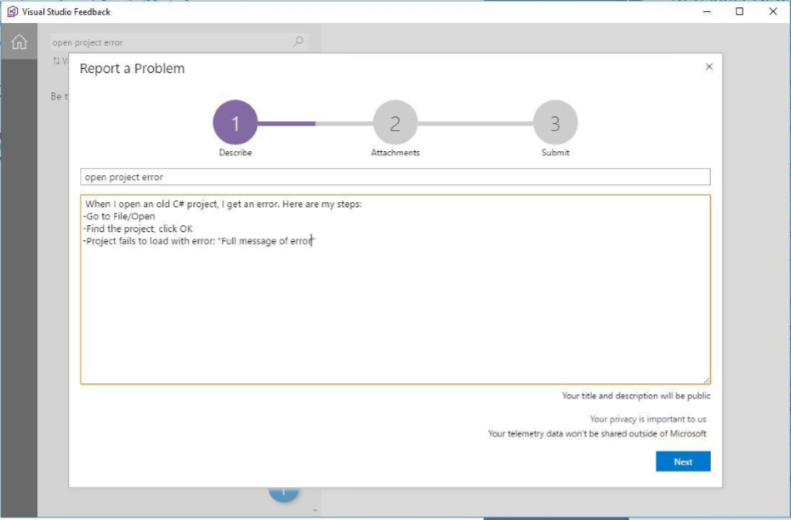 Visual Studio Feedback
open project error
Be t
Report a Problem
1
2
3
Describe
Attachments
Submit
open project error
When I open an old C# project, I get an error. Here are my steps:
-Go to File/Open
-Find the project, click OK
-Project fails to load with error: "Full message of error"
Your title and description will be public
Your privacy is important to us
Your telemetry data won't be shared outside of Microsoft
Next